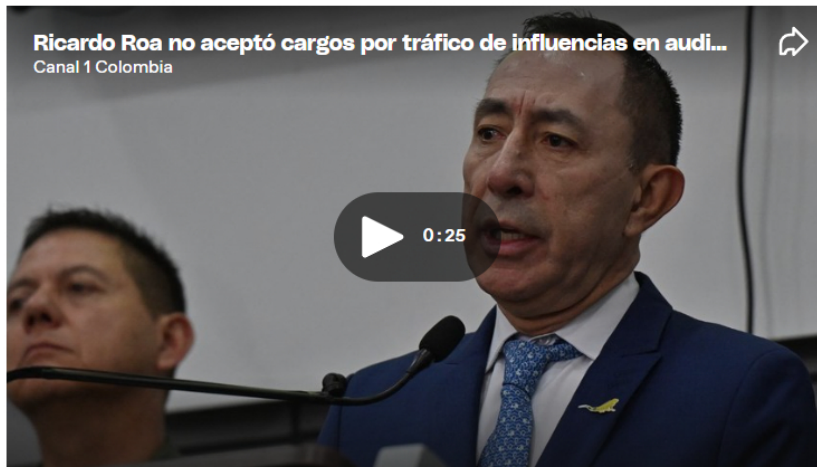 Ricardo Roa no aceptó cargos por tráfico de influencias en audi...
Canal 1 Colombia
0:25